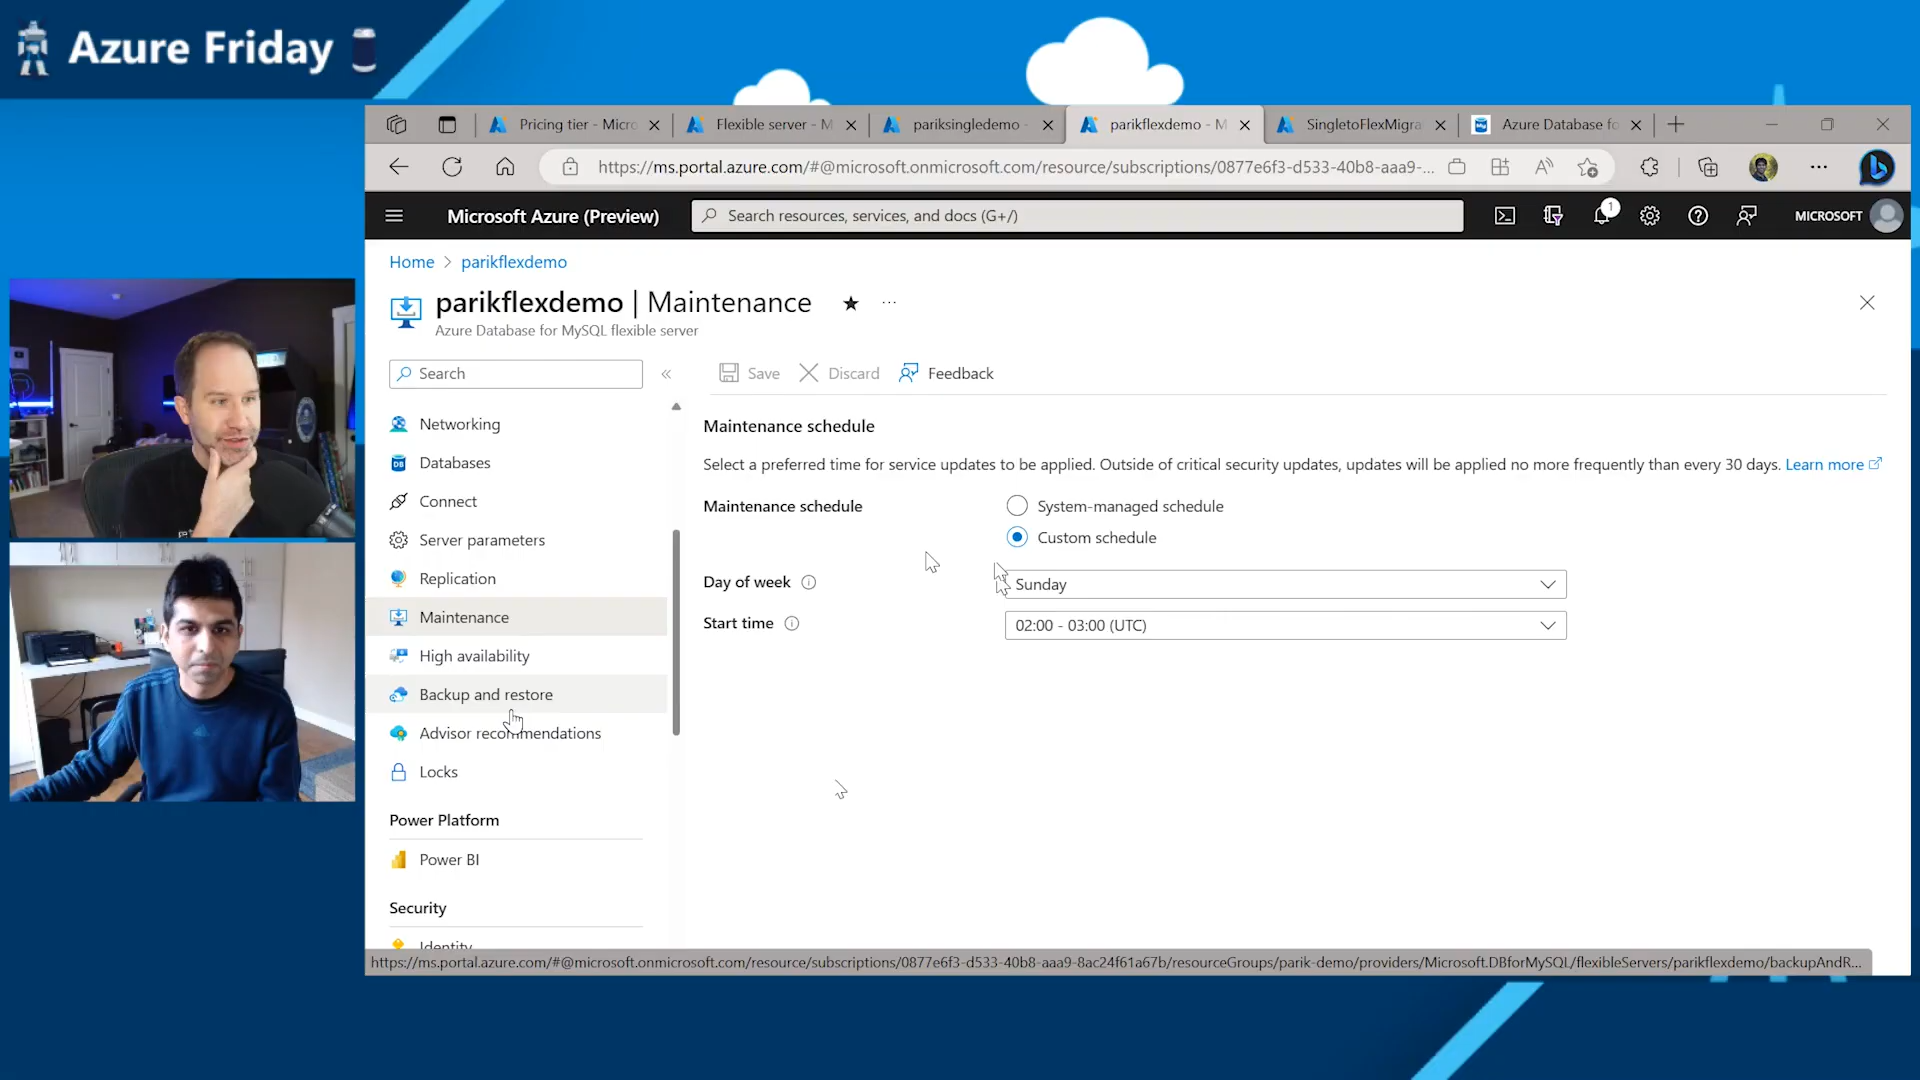 Azure Friday
Pricing tier - Micro
Flexible server - M
pariksingledemo -
parikflexdemo - M
SingletoFlexMigra
Azure Database fo
https://ms.portal.azure.com/#@microsoft.onmicrosoft.com/resource/subscriptions/0877e6f3-d533-40b8-aaa9-...
Microsoft Azure (Preview)
Search resources, services, and docs (G+/)
1
MICROSOFT
Home > parikflexdemo
parikflexdemo | Maintenance
Azure Database for MySQL flexible server
Search
Save
Discard
Feedback
Networking
Databases
Connect
Server parameters
Replication
Maintenance
High availability
Backup and restore
Advisor recommendations
Locks
Power Platform
Power BI
Security
Identity
Maintenance schedule
Select a preferred time for service updates to be applied. Outside of critical security updates, updates will be applied no more frequently than every 30 days. Learn more
Maintenance schedule
System-managed schedule
Custom schedule
Day of week
Sunday
Start time
02:00 - 03:00 (UTC)
https://ms.portal.azure.com/#@microsoft.onmicrosoft.com/resource/subscriptions/0877e6f3-d533-40b8-aaa9-8ac24f61a67b/resourceGroups/parik-demo/providers/Microsoft.DBforMySQL/flexibleServers/parikflexdemo/backupAndR...